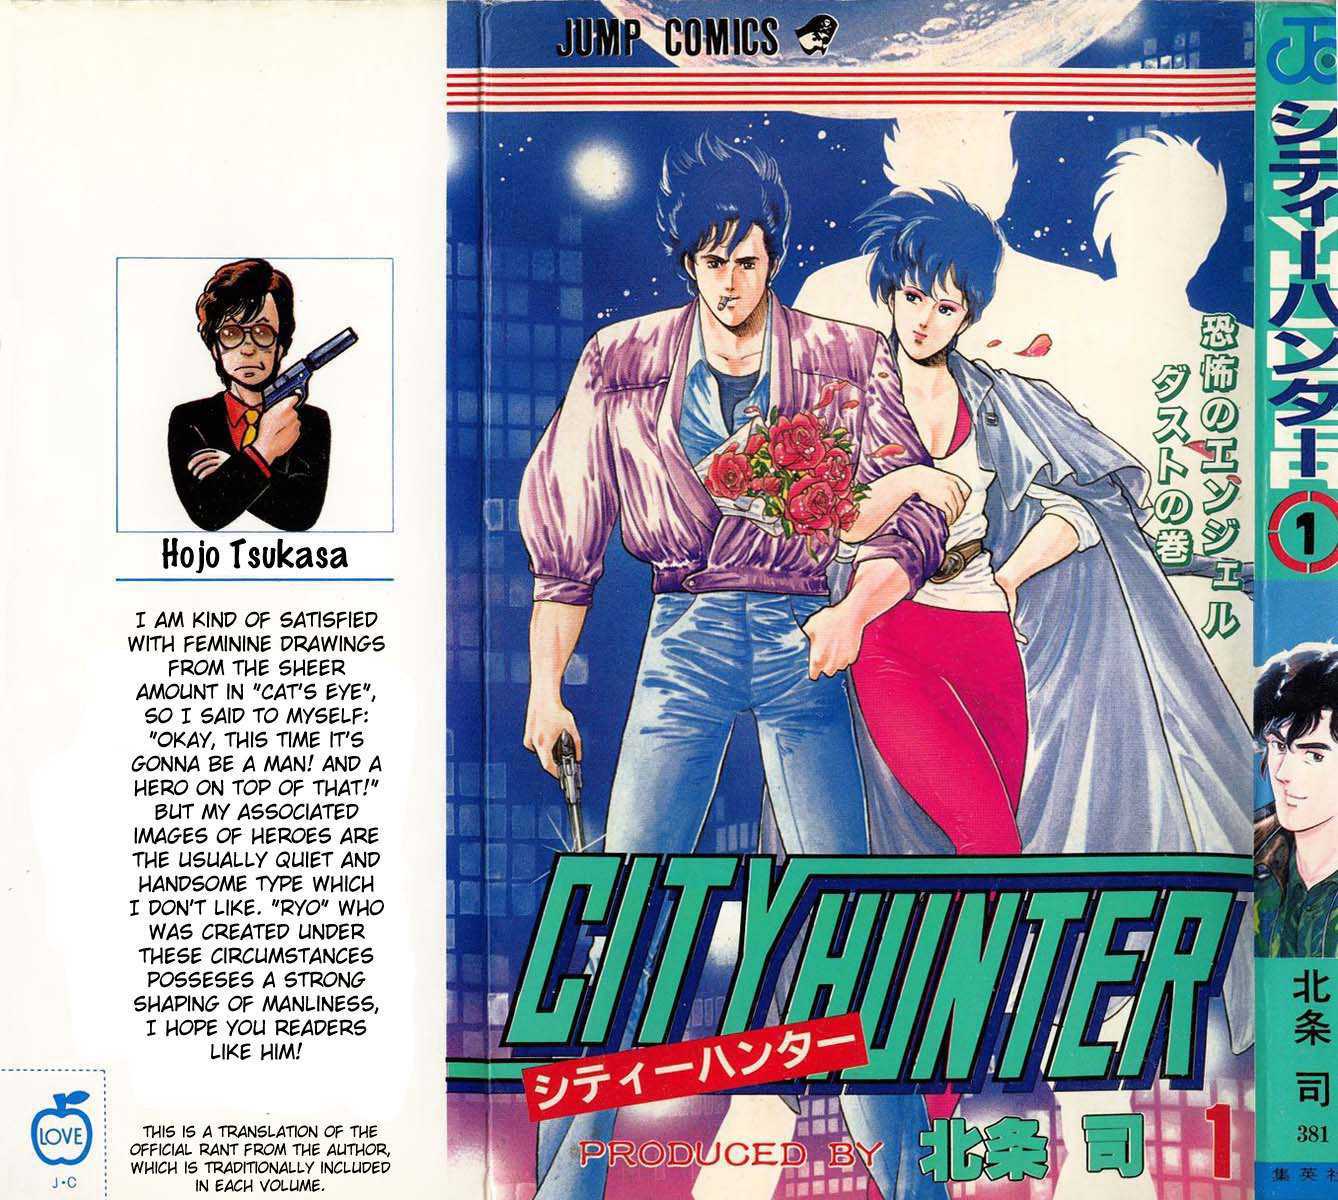 Hojo Tsukasa
I AM KIND OF SATISFIED
WITH FEMININE DRAWINGS
FROM THE SHEER
AMOUNT IN "CAT'S EYE",
SO I SAID TO MYSELF:
"OKAY, THIS TIME IT'S
GONNA BE A MAN! AND A
HERO ON TOP OF THAT!"
BUT MY ASSOCIATED
IMAGES OF HEROES ARE
THE USUALLY QUIET AND
HANDSOME TYPE WHICH
I DON'T LIKE. "RYO" WHO
WAS CREATED UNDER
THESE CIRCUMSTANCES
POSSESES A STRONG
SHAPING OF MANLINESS,
I HOPE YOU READERS
LIKE HIM!
LOVE
J・C
THIS IS A TRANSLATION OF THE
OFFICIAL RANT FROM THE AUTHOR,
WHICH IS TRADITIONALLY INCLUDED
IN EACH VOLUME.
JUMP COMICS
恐怖のエンジェル
ダストの巻
CITY HUNTER
シティーハンター
PRODUCED BY 北条 司 1
シティーハンター
1
北条 司
381
集英社